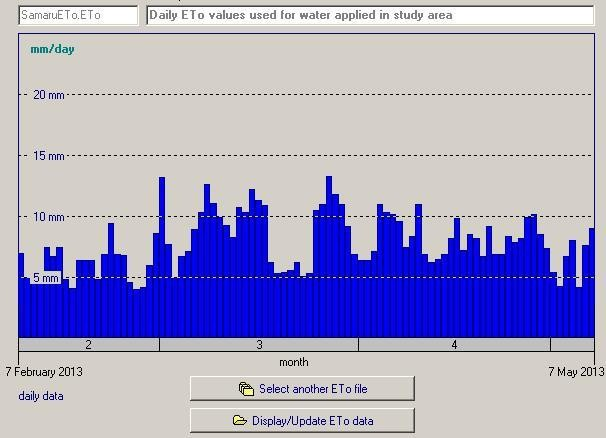 SamaruETo.ETo
Daily ETo values used for water applied in study area
mm/day
20 mm
15 mm
10 mm
5 mm
2 3 4
month
7 February 2013 7 May 2013
daily data
Select another ETo file
Display/Update ETo data